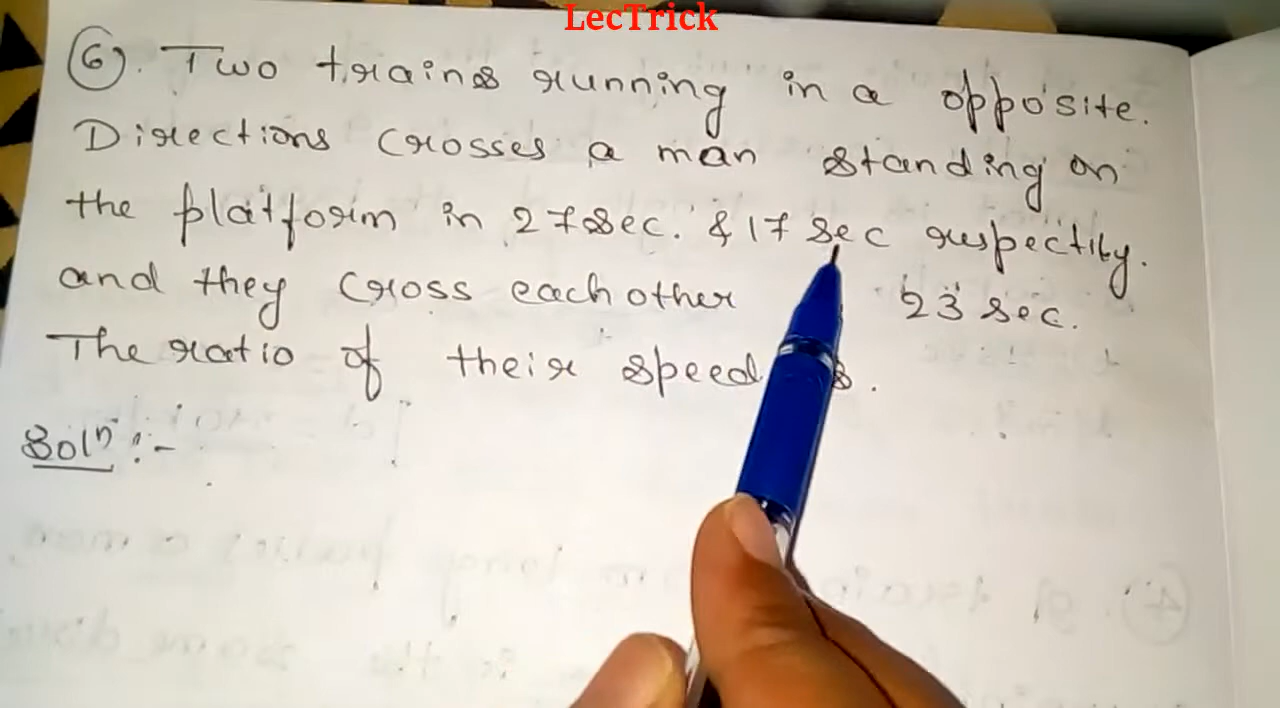 LecTrick
6). Two trains running in a opposite.
Directions crosses a man standing on
the platform in 27 sec. & 17 sec
and they cross each other 23 sec.
The ratio of their speed
Solⁿ :-